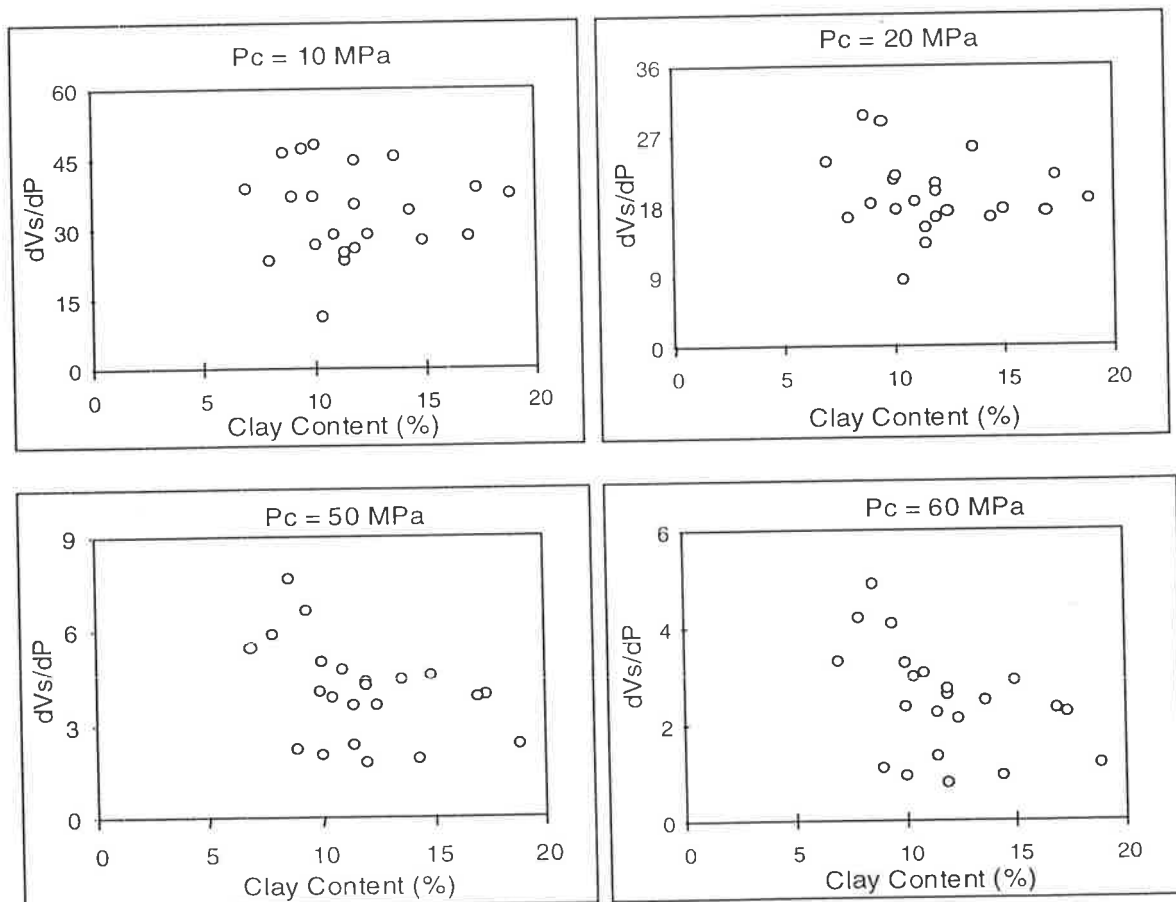 Pc = 10 MPa
60
45
30
15
0
dVs/dP
0 5 10 15 20
Clay Content (%)
Pc = 20 MPa
36
27
18
9
0
dVs/dP
0 5 10 15 20
Clay Content (%)
Pc = 50 MPa
9
6
3
0
dVs/dP
0 5 10 15 20
Clay Content (%)
Pc = 60 MPa
6
4
2
0
dVs/dP
0 5 10 15 20
Clay Content (%)